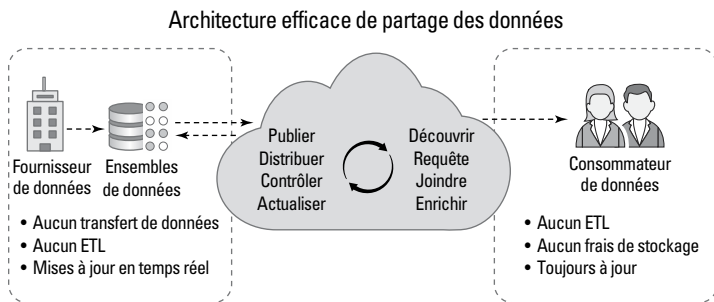 Architecture efficace de partage des données
Fournisseur
de données
Ensembles
de données
• Aucun transfert de données
• Aucun ETL
• Mises à jour en temps réel
Publier
Distribuer
Contrôler
Actualiser
Découvrir
Requête
Joindre
Enrichir
Consommateur
de données
• Aucun ETL
• Aucun frais de stockage
• Toujours à jour